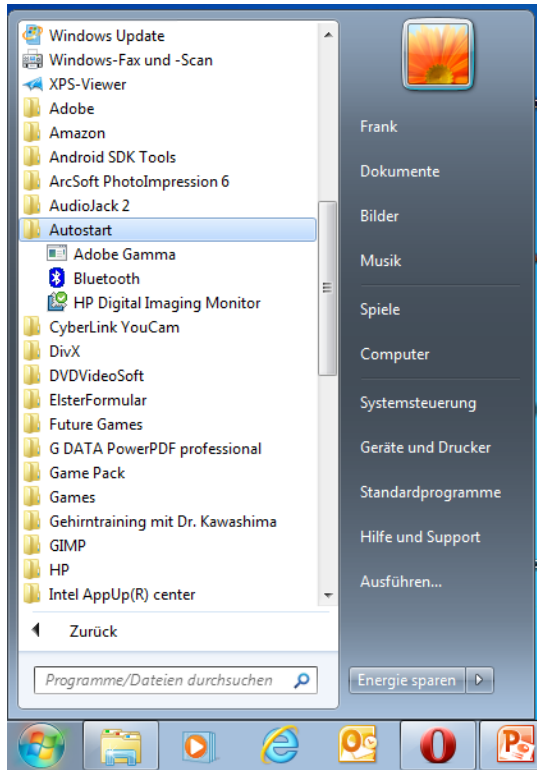 Windows Update
Windows-Fax und -Scan
XPS-Viewer
Adobe
Amazon
Android SDK Tools
ArcSoft PhotoImpression 6
AudioJack 2
Autostart
Adobe Gamma
Bluetooth
HP Digital Imaging Monitor
CyberLink YouCam
DivX
DVDVideoSoft
ElsterFormular
Future Games
G DATA PowerPDF professional
Game Pack
Games
Gehirntraining mit Dr. Kawashima
GIMP
HP
Intel AppUp(R) center
Zurück
Programme/Dateien durchsuchen
Frank
Dokumente
Bilder
Musik
Spiele
Computer
Systemsteuerung
Geräte und Drucker
Standardprogramme
Hilfe und Support
Ausführen...
Energie sparen